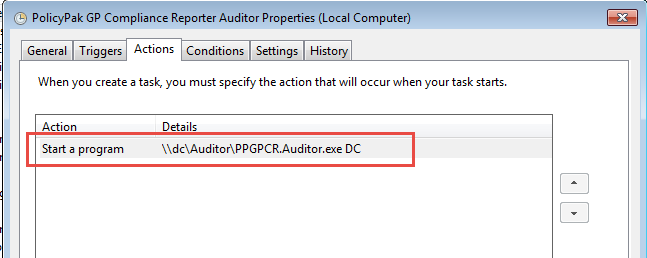 PolicyPak GP Compliance Reporter Auditor Properties (Local Computer)
General Triggers Actions Conditions Settings History
When you create a task, you must specify the action that will occur when your task starts.
Action Details
Start a program \\dc\Auditor\PPGPCR.Auditor.exe DC